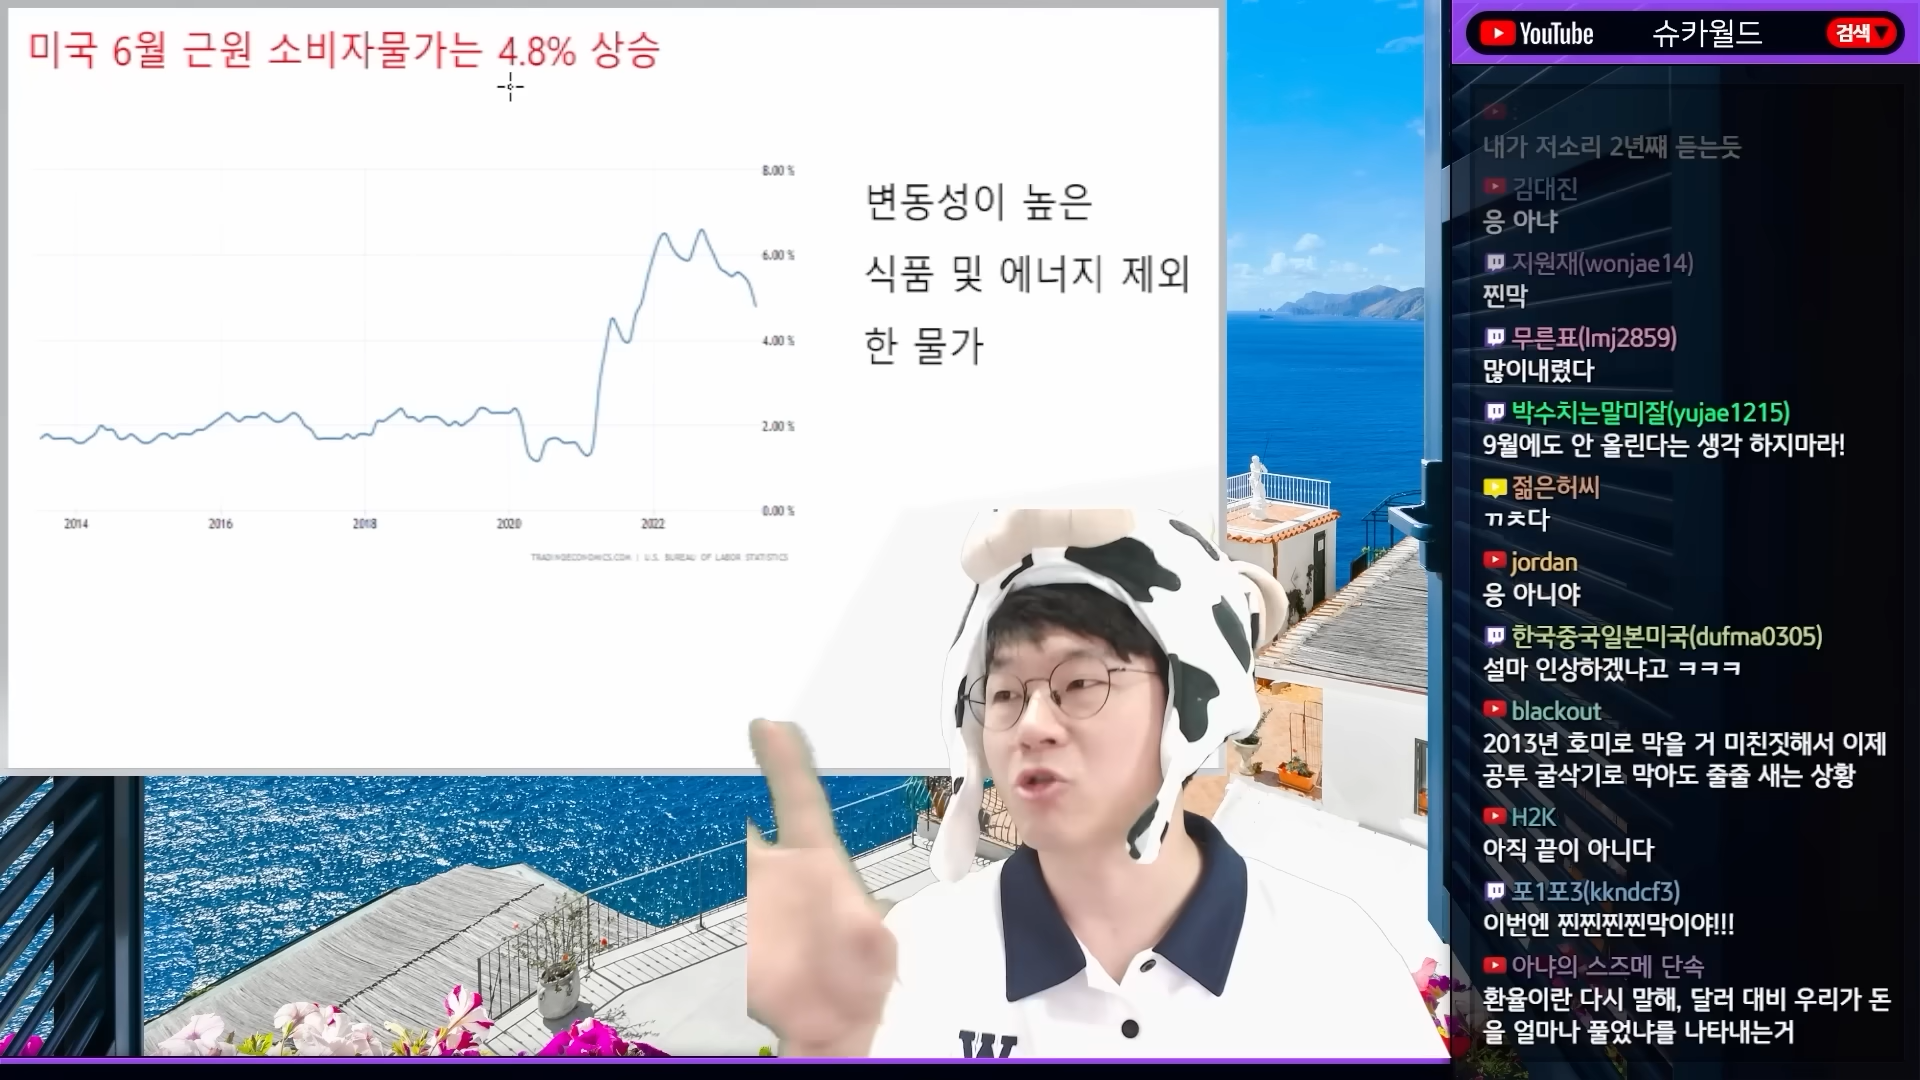 미국 6월 근원 소비자물가는 4.8% 상승
8.00 %
6.00 %
4.00 %
2.00 %
0.00 %
2014 2016 2018 2020 2022
TRADINGECONOMICS.COM | U.S. BUREAU OF LABOR STATISTICS
변동성이 높은
식품 및 에너지 제외
한 물가
W
YouTube 슈카월드 검색▼
:
내가 저소리 2년째 듣는듯
김대진
응 아냐
지원재(wonjae14)
찐막
무른표(lmj2859)
많이내렸다
박수치는말미잘(yujae1215)
9월에도 안 올린다는 생각 하지마라!
젊은허씨
ㄲㅊ다
jordan
응 아니야
한국중국일본미국(dufma0305)
설마 인상하겠냐고 ㅋㅋㅋ
blackout
2013년 호미로 막을 거 미친짓해서 이제
공투 굴삭기로 막아도 줄줄 새는 상황
H2K
아직 끝이 아니다
포1포3(kkndcf3)
이번엔 찐찐찐찐막이야!!!
아냐의 스즈메 단속
환율이란 다시 말해, 달러 대비 우리가 돈
을 얼마나 풀었냐를 나타내는거